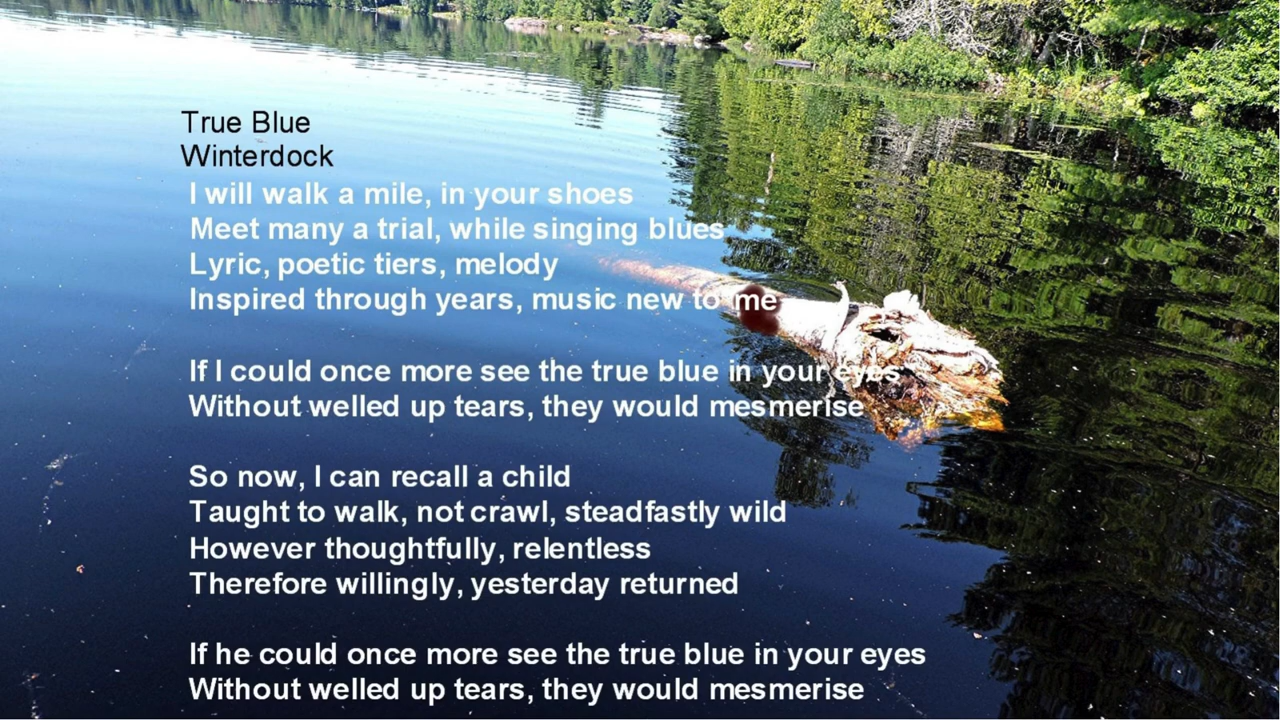 True Blue
Winterdock
I will walk a mile, in your shoes
Meet many a trial, while singing blues
Lyric, poetic tiers, melody
Inspired through years, music new to me
If I could once more see the true blue in your eyes
Without welled up tears, they would mesmerise
So now, I can recall a child
Taught to walk, not crawl, steadfastly wild
However thoughtfully, relentless
Therefore willingly, yesterday returned
If he could once more see the true blue in your eyes
Without welled up tears, they would mesmerise